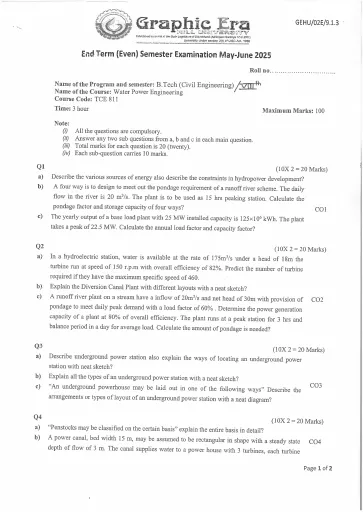 GEHU/02E/9.1.3
Graphic Era
HILL UNIVERSITY
End Term (Even) Semester Examination May-June 2025
Roll no..............................
Name of the Program and semester: B.Tech (Civil Engineering) / VIII
Name of the Course: Water Power Engineering
Course Code: TCE 811
Time: 3 hour
Maximum Marks: 100
Note:
(i) All the questions are compulsory.
(ii) Answer any two sub questions from a, b and c in each main question.
(iii) Total marks for each question is 20 (twenty).
(iv) Each sub-question carries 10 marks.
Q1
(10X 2 = 20 Marks)
a) Describe the various sources of energy also describe the constraints in hydropower development?
b) A four way is to design to meet out the pondage requirement of a runoff river scheme. The daily
flow in the river is 20 m³/s. The plant is to be used as 15 hrs peaking station. Calculate the
pondage factor and storage capacity of four ways?
CO1
c) The yearly output of a base load plant with 25 MW installed capacity is 125×10⁶ kWh. The plant
takes a peak of 22.5 MW. Calculate the annual load factor and capacity factor?
Q2
(10X 2 = 20 Marks)
a) In a hydroelectric station, water is available at the rate of 175m³/s under a head of 18m the
turbine run at speed of 150 r.p.m with overall efficiency of 82%. Predict the number of turbine
required if they have the maximum specific speed of 460.
b) Explain the Diversion Canal Plant with different layouts with a neat sketch?
c) A runoff river plant on a stream have a inflow of 20m³/s and net head of 30m with provision of CO2
pondage to meet daily peak demand with a load factor of 60% . Determine the power generation
capacity of a plant at 80% of overall efficiency. The plant runs at a peak station for 3 hrs and
balance period in a day for average load. Calculate the amount of pondage is needed?
Q3
(10X 2 = 20 Marks)
a) Describe underground power station also explain the ways of locating an underground power
station with neat sketch?
b) Explain all the types of an underground power station with a neat sketch?
c) "An underground powerhouse may be laid out in one of the following ways" Describe the CO3
arrangements or types of layout of an underground power station with a neat diagram?
Q4
(10X 2 = 20 Marks)
a) "Penstocks may be classified on the certain basis" explain the entire basis in detail?
b) A power canal, bed width 15 m, may be assumed to be rectangular in shape with a steady state CO4
depth of flow of 3 m. The canal supplies water to a power house with 3 turbines, each turbine
Page 1 of 2